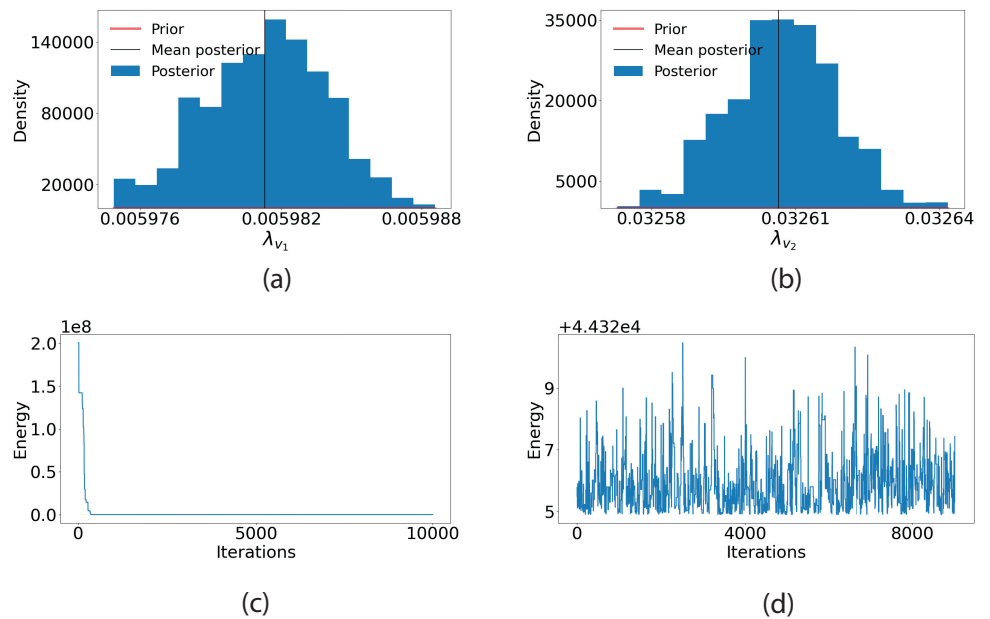 Prior
Mean posterior
Posterior
140000
80000
20000
Density
0.005976
0.005982
0.005988
λv1
(a)
Prior
Mean posterior
Posterior
35000
20000
5000
Density
0.03258
0.03261
0.03264
λv2
(b)
1e8
2.0
1.5
1.0
0.5
0.0
Energy
0
5000
10000
Iterations
(c)
+4.432e4
9
7
5
Energy
0
4000
8000
Iterations
(d)